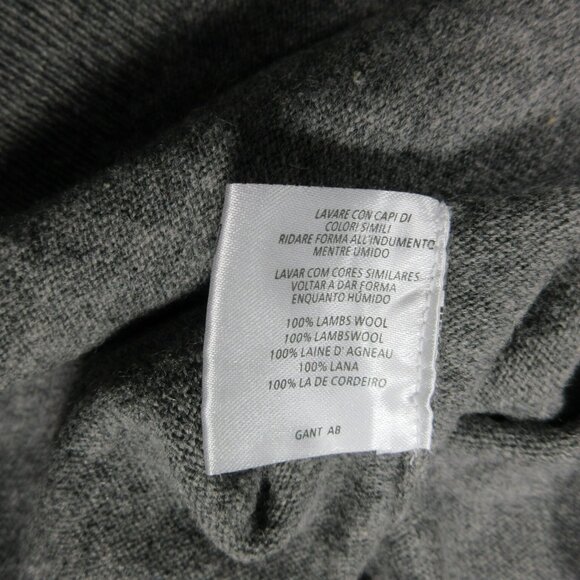 LAVARE CON CAPI DI
COLORI SIMILI
RIDARE FORMA ALL'INDUMENTO
MENTRE UMIDO
LAVAR COM CORES SIMILARES
VOLTAR A DAR FORMA
ENQUANTO HÚMIDO
100% LAMBS WOOL
100% LAMBSWOOL
100% LAINE D' AGNEAU
100% LANA
100% LA DE CORDEIRO
GANT AB